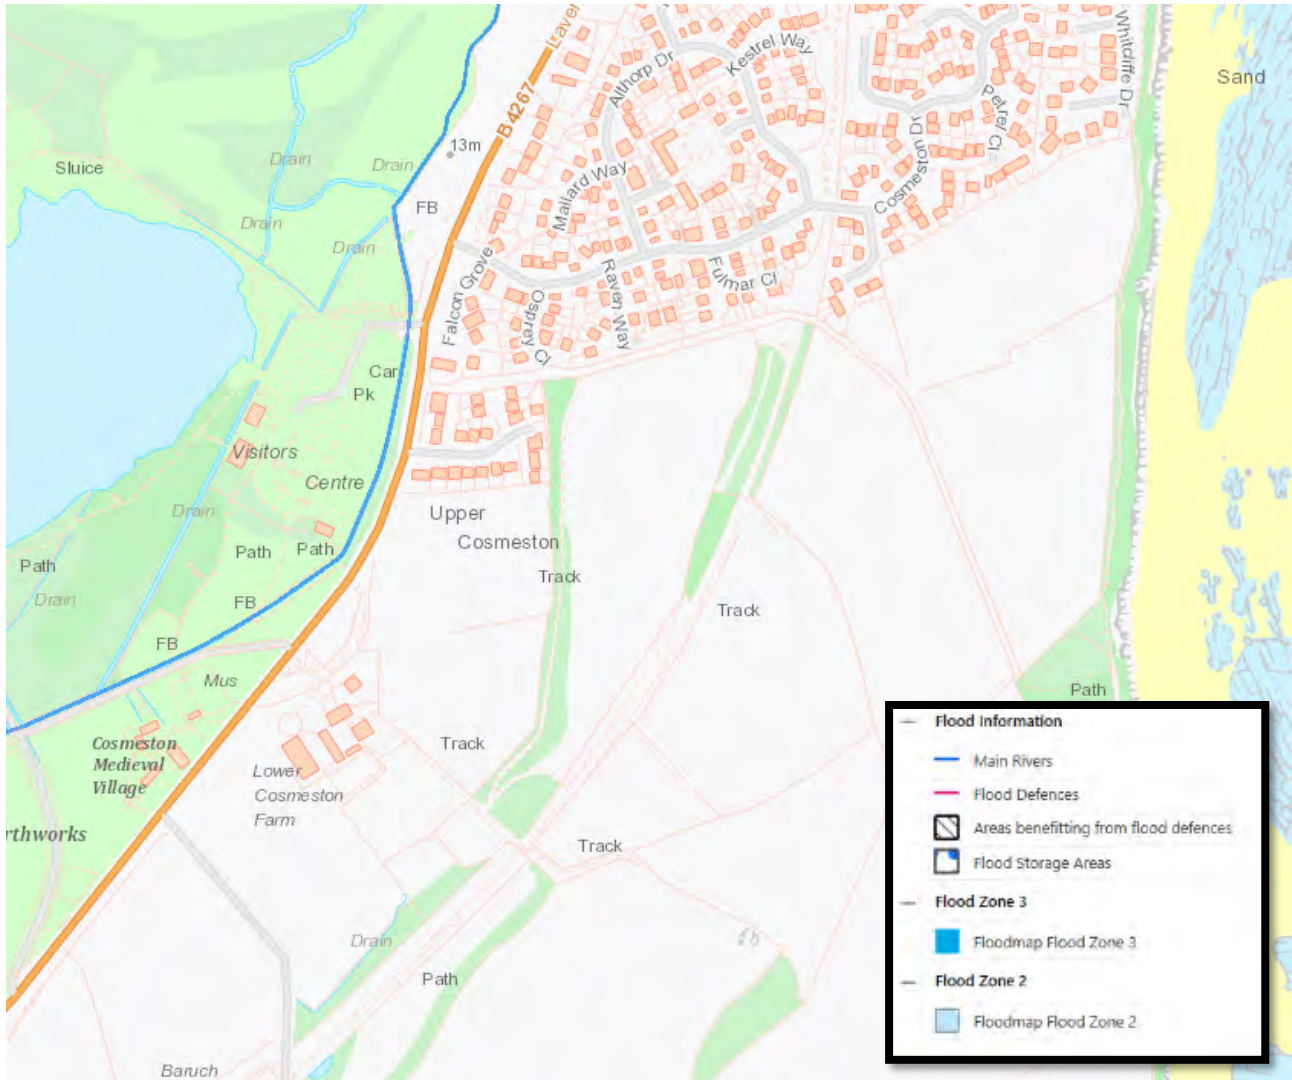 Laver
Whitcliffe Dr
Kestrel Way
Sand
Althorp Dr
B4267
Petrel Cl
13m
Drain
Drain
Sluice
Cosmeston Dr
Mallard Way
FB
Drain
Drain
Falcon Grove
Fulmar Cl
Raven Way
Osprey Cl
Car
Pk
Visitors
Centre
Drain
Upper
Cosmeston
Path
Path
Path
Track
Drain
FB
Track
FB
Mus
Path
Cosmeston
Medieval
Village
Track
Lower
Cosmeston
Farm
rthworks
Track
Drain
Path
Baruch
Flood Information
Main Rivers
Flood Defences
Areas benefitting from flood defences
Flood Storage Areas
Flood Zone 3
Floodmap Flood Zone 3
Flood Zone 2
Floodmap Flood Zone 2